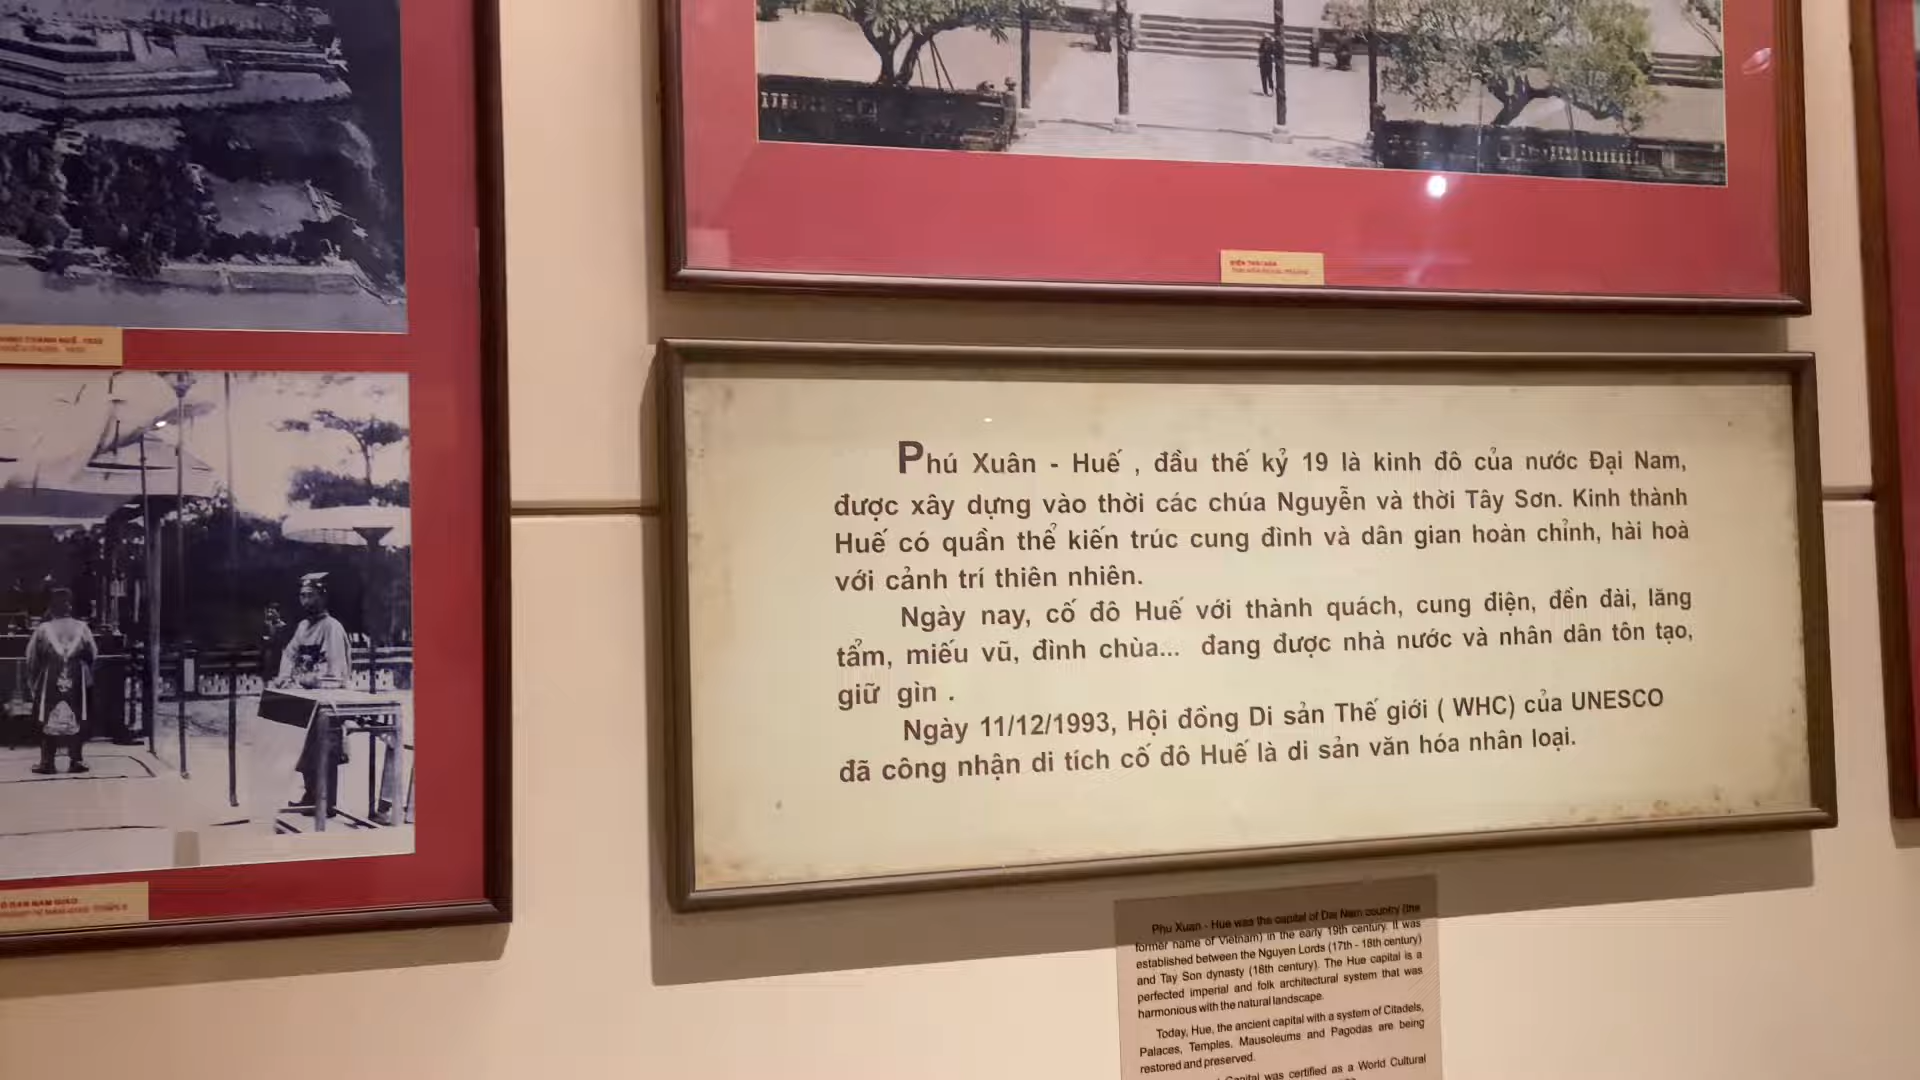 ĐIỆN THÁI HÒA
Phú Xuân - Huế , đầu thế kỷ 19 là kinh đô của nước Đại Nam,
được xây dựng vào thời các chúa Nguyễn và thời Tây Sơn. Kinh thành
Huế có quần thể kiến trúc cung đình và dân gian hoàn chỉnh, hài hoà
với cảnh trí thiên nhiên.
Ngày nay, cố đô Huế với thành quách, cung điện, đền đài, lăng
tẩm, miếu vũ, đình chùa... đang được nhà nước và nhân dân tôn tạo,
giữ gìn .
Ngày 11/12/1993, Hội đồng Di sản Thế giới ( WHC) của UNESCO
đã công nhận di tích cố đô Huế là di sản văn hóa nhân loại.
Phu Xuan - Hue was the capital of Dai Nam country (the
former name of Vietnam) in the early 19th century. It was
established between the Nguyen Lords (17th - 18th century)
and Tay Son dynasty (18th century). The Hue capital is a
perfected imperial and folk architectural system that was
harmonious with the natural landscape.
Today, Hue, the ancient capital with a system of Citadels,
Palaces, Temples, Mausoleums and Pagodas are being
restored and preserved.
Capital was certified as a World Cultural